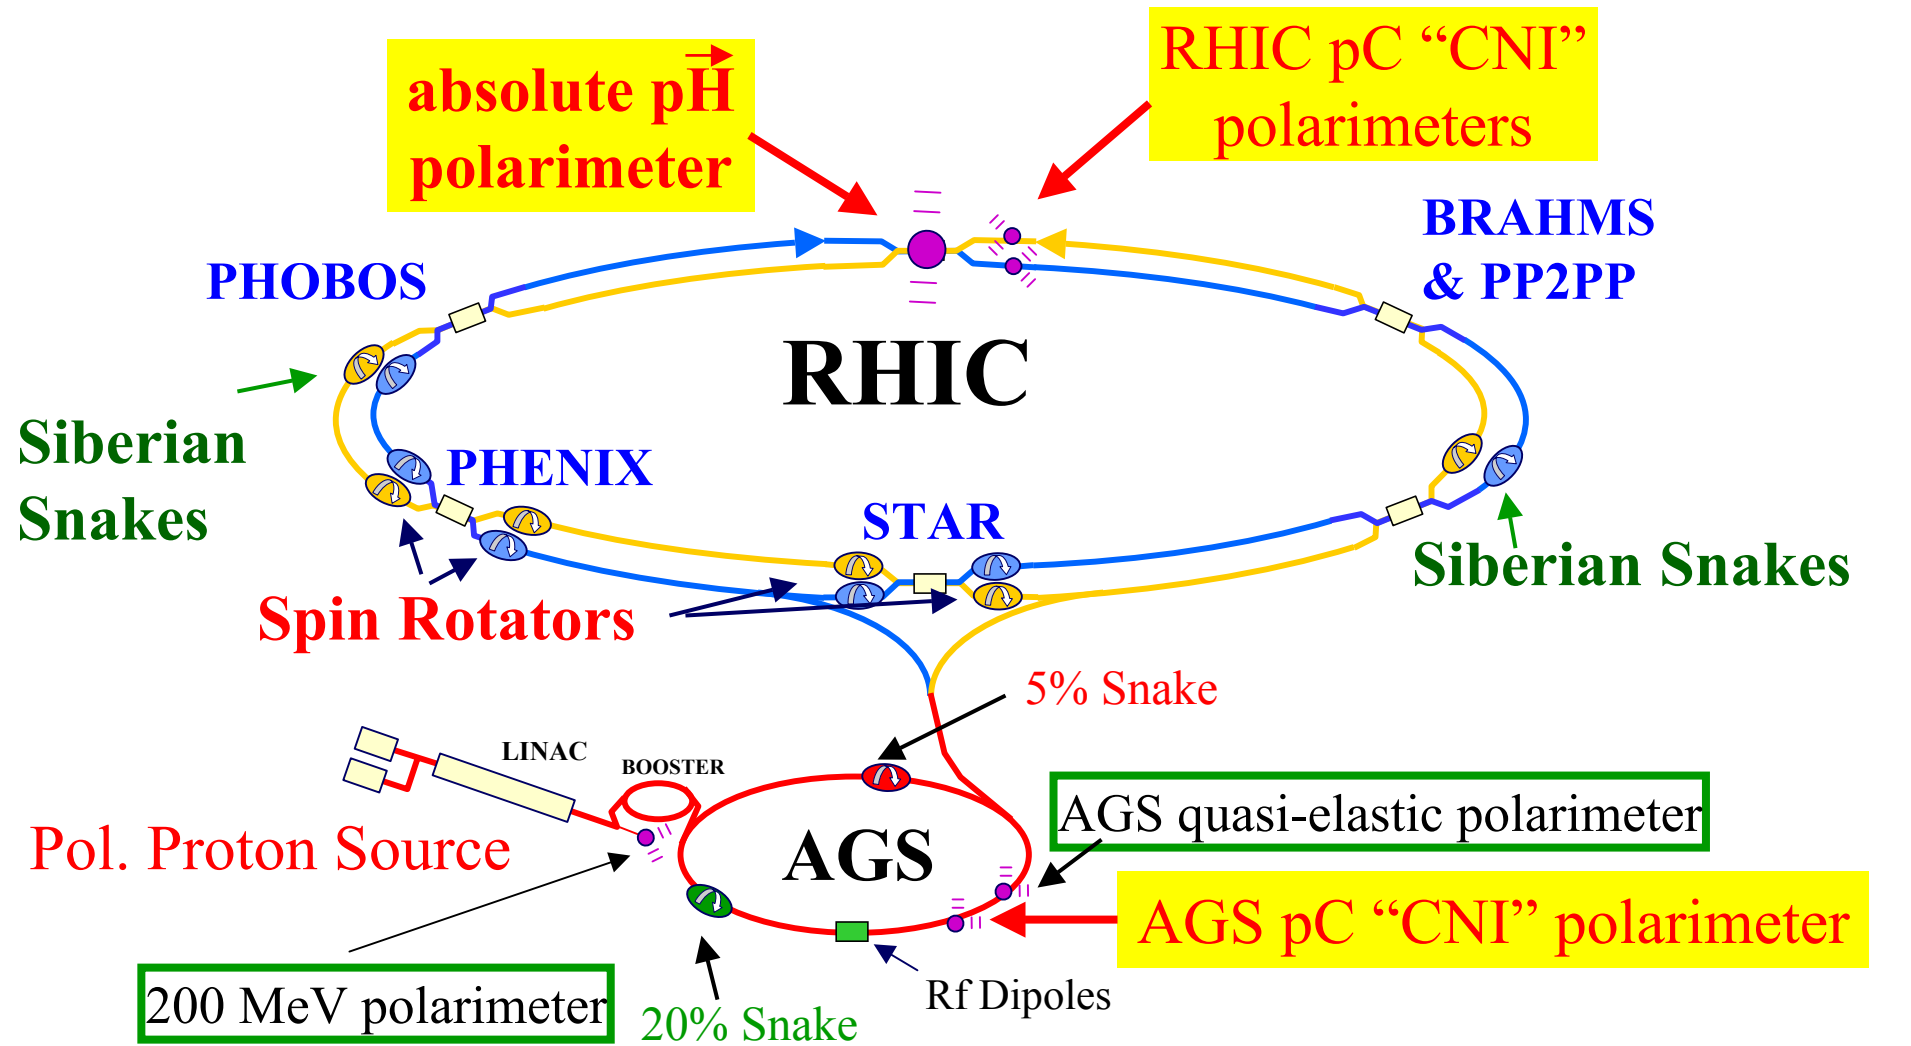 absolute pH
polarimeter
RHIC pC “CNI”
polarimeters
BRAHMS
& PP2PP
PHOBOS
RHIC
Siberian
Snakes
PHENIX
STAR
Siberian Snakes
Spin Rotators
5% Snake
LINAC
BOOSTER
Pol. Proton Source
AGS
AGS quasi-elastic polarimeter
AGS pC “CNI” polarimeter
200 MeV polarimeter
20% Snake
Rf Dipoles